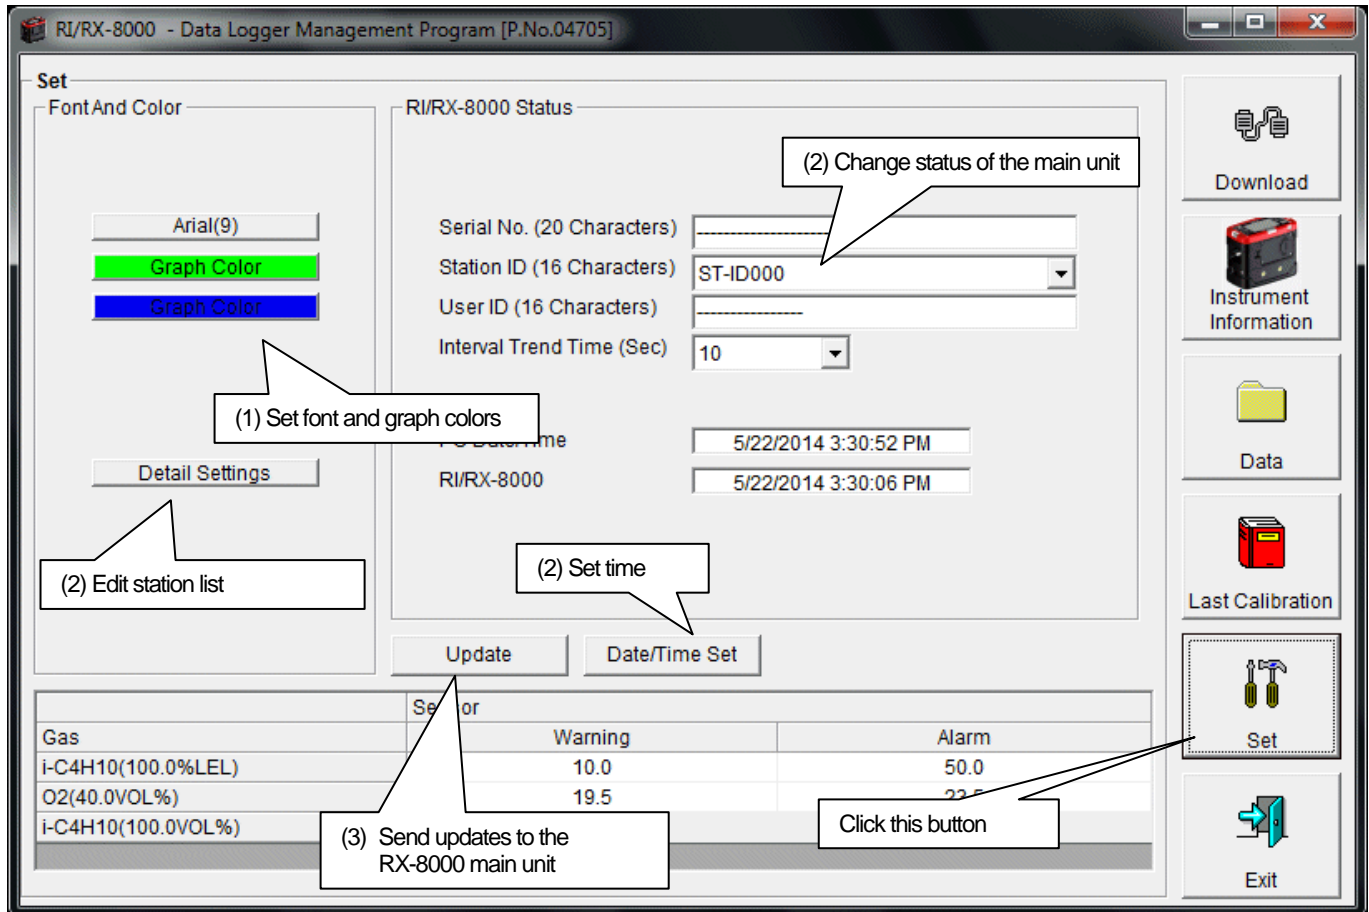 RI/RX-8000 - Data Logger Management Program [P.No.04705]
Set
Font And Color
RI/RX-8000 Status
(2) Change status of the main unit
Download
Arial(9)
Graph Color
Graph Color
Serial No. (20 Characters)
--------------------
Station ID (16 Characters)
ST-ID000
User ID (16 Characters)
----------------
Interval Trend Time (Sec)
10
Instrument
Information
(1) Set font and graph colors
5/22/2014 3:30:52 PM
Detail Settings
RI/RX-8000
5/22/2014 3:30:06 PM
Data
(2) Edit station list
(2) Set time
Last Calibration
Update
Date/Time Set
Gas
Warning
Alarm
Set
i-C4H10(100.0%LEL)
10.0
50.0
O2(40.0VOL%)
19.5
i-C4H10(100.0VOL%)
(3) Send updates to the
RX-8000 main unit
Click this button
Exit